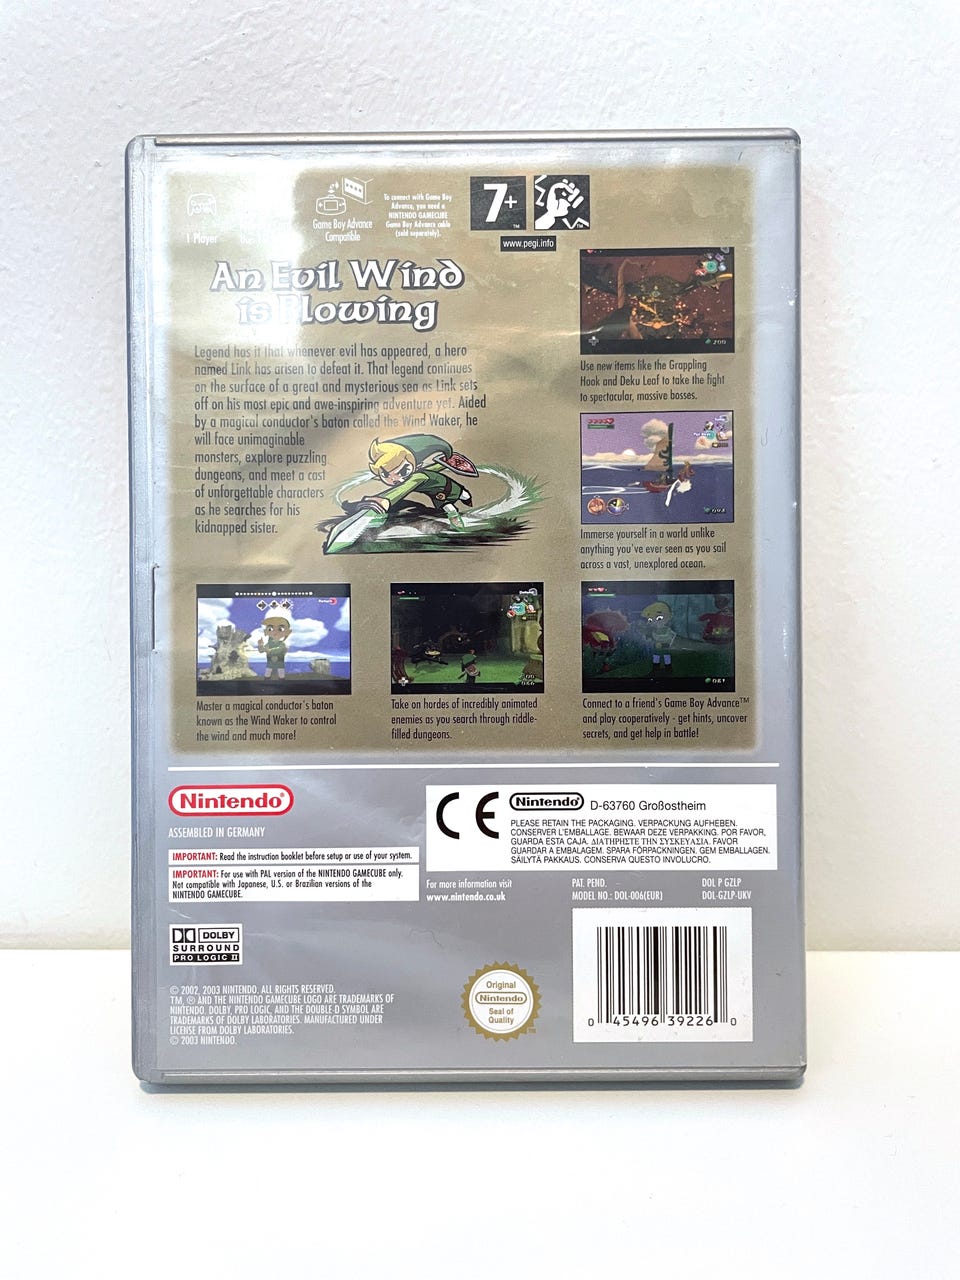 1 Player
Game Boy Advance
Compatible
To connect with Game Boy
Advance, you need a
NINTENDO GAMECUBE
Game Boy Advance cable
(sold separately).
7+
TM
TM
www.pegi.info
An Evil Wind
is Blowing
Legend has it that whenever evil has appeared, a hero
named Link has arisen to defeat it. That legend continues
on the surface of a great and mysterious sea as Link sets
off on his most epic and awe-inspiring adventure yet. Aided
by a magical conductor's baton called the Wind Waker, he
will face unimaginable
monsters, explore puzzling
dungeons, and meet a cast
of unforgettable characters
as he searches for his
kidnapped sister.
200
Use new items like the Grappling
Hook and Deku Leaf to take the fight
to spectacular, massive bosses.
Immerse yourself in a world unlike
anything you've ever seen as you sail
across a vast, unexplored ocean.
Master a magical conductor's baton
known as the Wind Waker to control
the wind and much more!
Take on hordes of incredibly animated
enemies as you search through riddle-
filled dungeons.
Connect to a friend's Game Boy Advance™
and play cooperatively - get hints, uncover
secrets, and get help in battle!
Nintendo®
ASSEMBLED IN GERMANY
IMPORTANT: Read the instruction booklet before setup or use of your system.
IMPORTANT: For use with PAL version of the NINTENDO GAMECUBE only.
Not compatible with Japanese, U.S. or Brazilian versions of the
NINTENDO GAMECUBE.
CE Nintendo® D-63760 Großostheim
PLEASE RETAIN THE PACKAGING. VERPACKUNG AUFHEBEN.
CONSERVER L'EMBALLAGE. BEWAAR DEZE VERPAKKING. POR FAVOR,
GUARDA ESTA CAJA. ΔΙΑΤΗΡΗΣΤΕ ΤΗΝ ΣΥΣΚΕΥΑΣΙΑ. FAVOR
GUARDAR A EMBALAGEM. SPARA FÖRPACKNINGEN. GEM EMBALLAGEN.
SÄILYTÄ PAKKAUS. CONSERVA QUESTO INVOLUCRO.
For more information visit
www.nintendo.co.uk
PAT. PEND.
MODEL NO.: DOL-006(EUR)
DOL P GZLP
DOL-GZLP-UKV
DOLBY
SURROUND
PRO LOGIC II
© 2002, 2003 NINTENDO. ALL RIGHTS RESERVED.
TM, ® AND THE NINTENDO GAMECUBE LOGO ARE TRADEMARKS OF
NINTENDO. DOLBY, PRO LOGIC, AND THE DOUBLE-D SYMBOL ARE
TRADEMARKS OF DOLBY LABORATORIES. MANUFACTURED UNDER
LICENSE FROM DOLBY LABORATORIES.
© 2003 NINTENDO.
Original
Nintendo
Seal of
Quality
TM
0 45496 39226 0